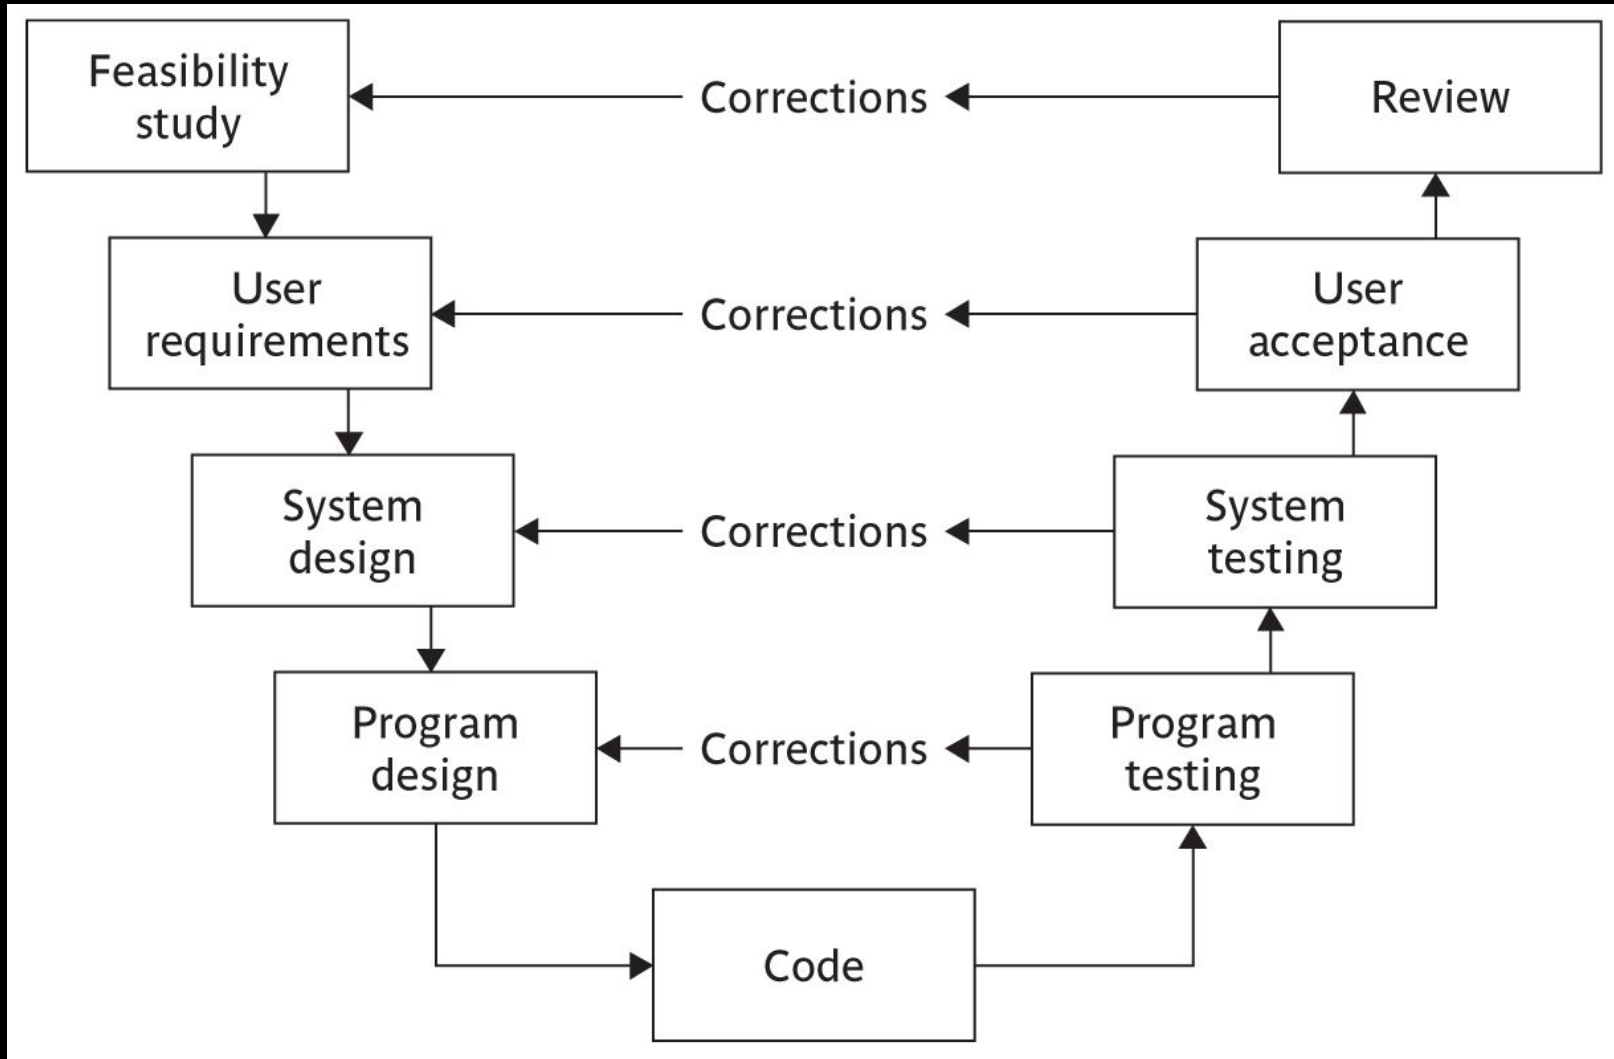 Feasibility
study
Corrections
Review
User
requirements
Corrections
User
acceptance
System
design
Corrections
System
testing
Program
design
Corrections
Program
testing
Code